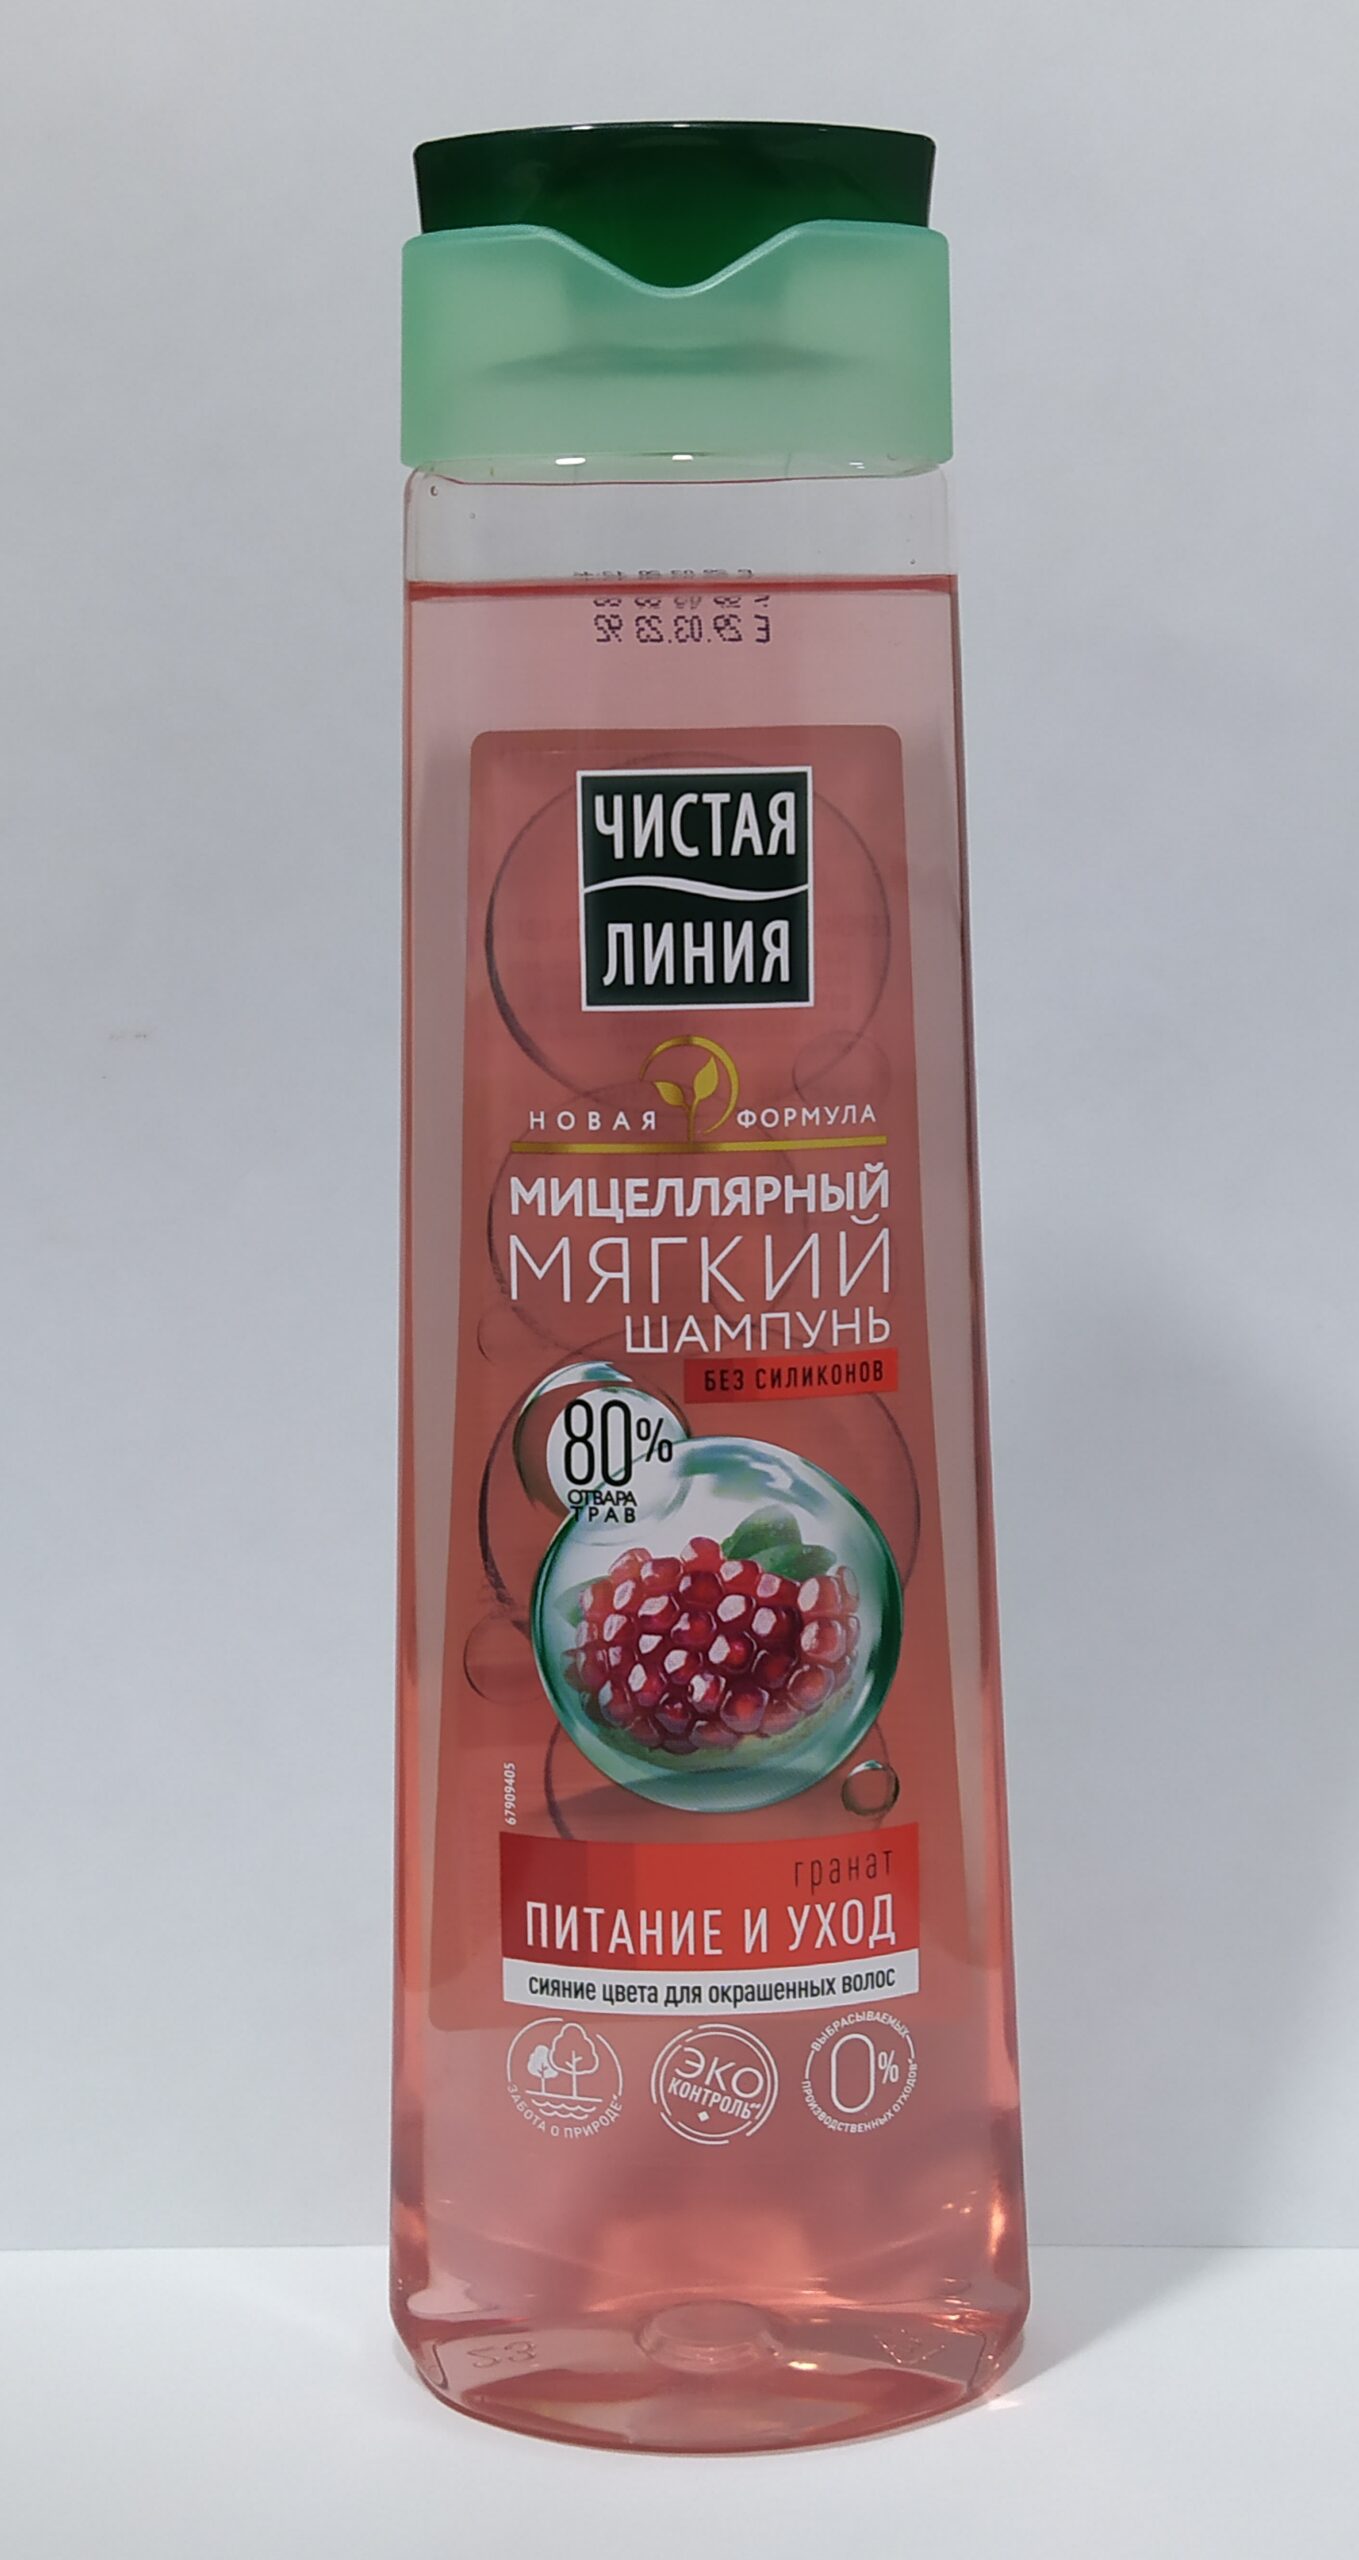 ЧИСТАЯ
ЛИНИЯ
НОВАЯ ФОРМУЛА
МИЦЕЛЛЯРНЫЙ
МЯГКИЙ
ШАМПУНЬ
БЕЗ СИЛИКОНОВ
80%
ОТВАРА
ТРАВ
67909405
гранат
ПИТАНИЕ И УХОД
сияние цвета для окрашенных волос
ЗАБОТА О ПРИРОДЕ*
ЭКО
КОНТРОЛЬ**
0%
ВЫБРАСЫВАЕМЫХ
ПРОИЗВОДСТВЕННЫХ ОТХОДОВ*
23